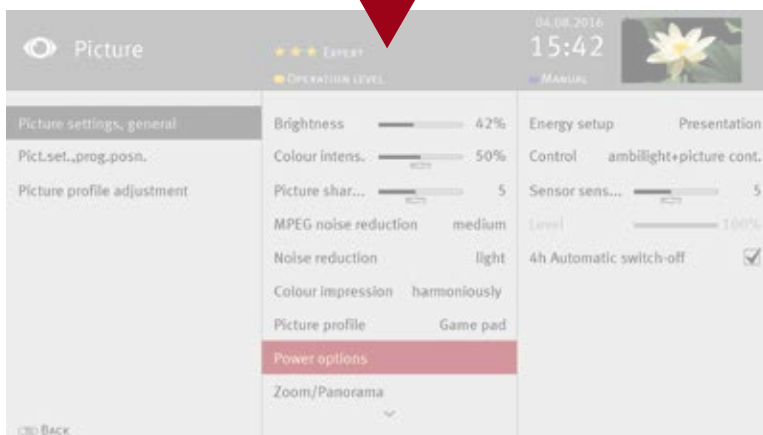 Picture
★ ★ ★ EXPERT
OPERATION LEVEL
04.08.2016
15:42
MANUAL
Picture settings, general
Pict.set.,prog.posn.
Picture profile adjustment
BACK
Brightness 42%
Colour intens. 50%
Picture shar... 5
MPEG noise reduction medium
Noise reduction light
Colour impression harmoniously
Picture profile Game pad
Power options
Zoom/Panorama
Energy setup Presentation
Control ambilight+picture cont.
Sensor sens... 5
Level 100%
4h Automatic switch-off